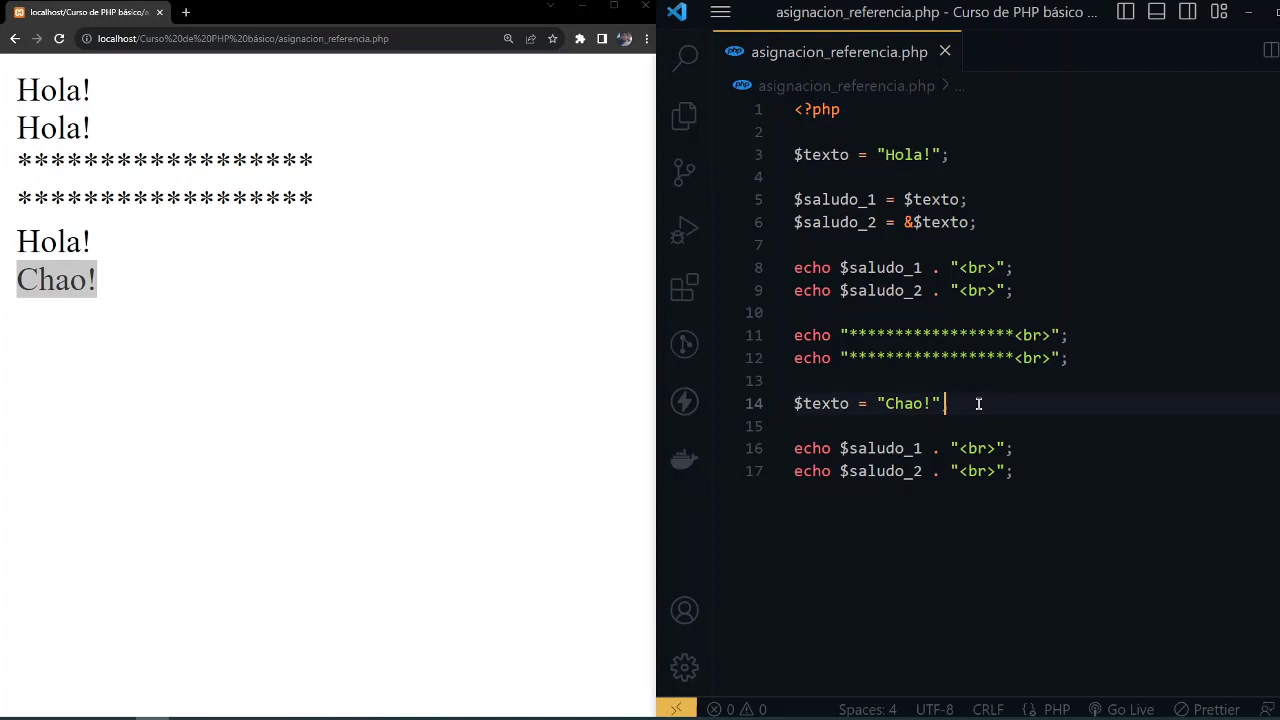 localhost/Curso de PHP básico/a
localhost/Curso%20de%20PHP%20básico/asignacion_referencia.php
Hola!
Hola!
******************
******************
Hola!
Chao!
asignacion_referencia.php - Curso de PHP básico ...
asignacion_referencia.php
asignacion_referencia.php > ...
1 <?php
2
3 $texto = "Hola!";
4
5 $saludo_1 = $texto;
6 $saludo_2 = &$texto;
7
8 echo $saludo_1 . "<br>";
9 echo $saludo_2 . "<br>";
10
11 echo "******************<br>";
12 echo "******************<br>";
13
14 $texto = "Chao!";
15
16 echo $saludo_1 . "<br>";
17 echo $saludo_2 . "<br>";
0 0 Spaces: 4 UTF-8 CRLF {} PHP Go Live Prettier